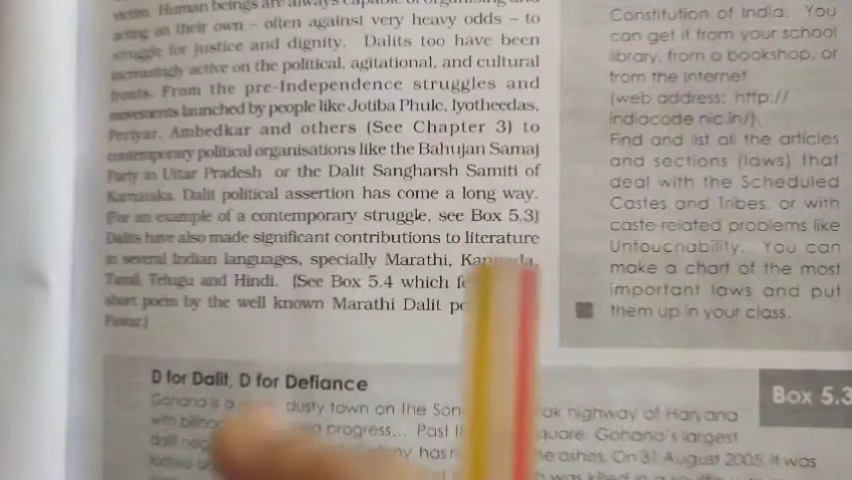 victim. Human beings are always capable of organising and
acting on their own – often against very heavy odds – to
struggle for justice and dignity. Dalits too have been
increasingly active on the political, agitational, and cultural
fronts. From the pre-Independence struggles and
movements launched by people like Jotiba Phule, Iyotheedas,
Periyar, Ambedkar and others (See Chapter 3) to
contemporary political organisations like the Bahujan Samaj
Party in Uttar Pradesh or the Dalit Sangharsh Samiti of
Karnataka, Dalit political assertion has come a long way.
(For an example of a contemporary struggle, see Box 5.3)
Dalits have also made significant contributions to literature
in several Indian languages, specially Marathi, Kannada,
Tamil, Telugu and Hindi. (See Box 5.4 which
short poem by the well known Marathi Dalit
Pawar.)
Constitution of India. You
can get it from your school
library, from a bookshop, or
from the Internet
(web address: http://
indiacode.nic.in/).
Find and list all the articles
and sections (laws) that
deal with the Scheduled
Castes and Tribes, or with
caste-related problems like
Untouchability. You can
make a chart of the most
important laws and put
them up in your class.
D for Dalit, D for Defiance
Box 5.3
Gohana is a dusty town on the highway of Haryana
with progress... Past Gohana's largest
dalit has ashes. On 31 August 2005, it was
was killed in a